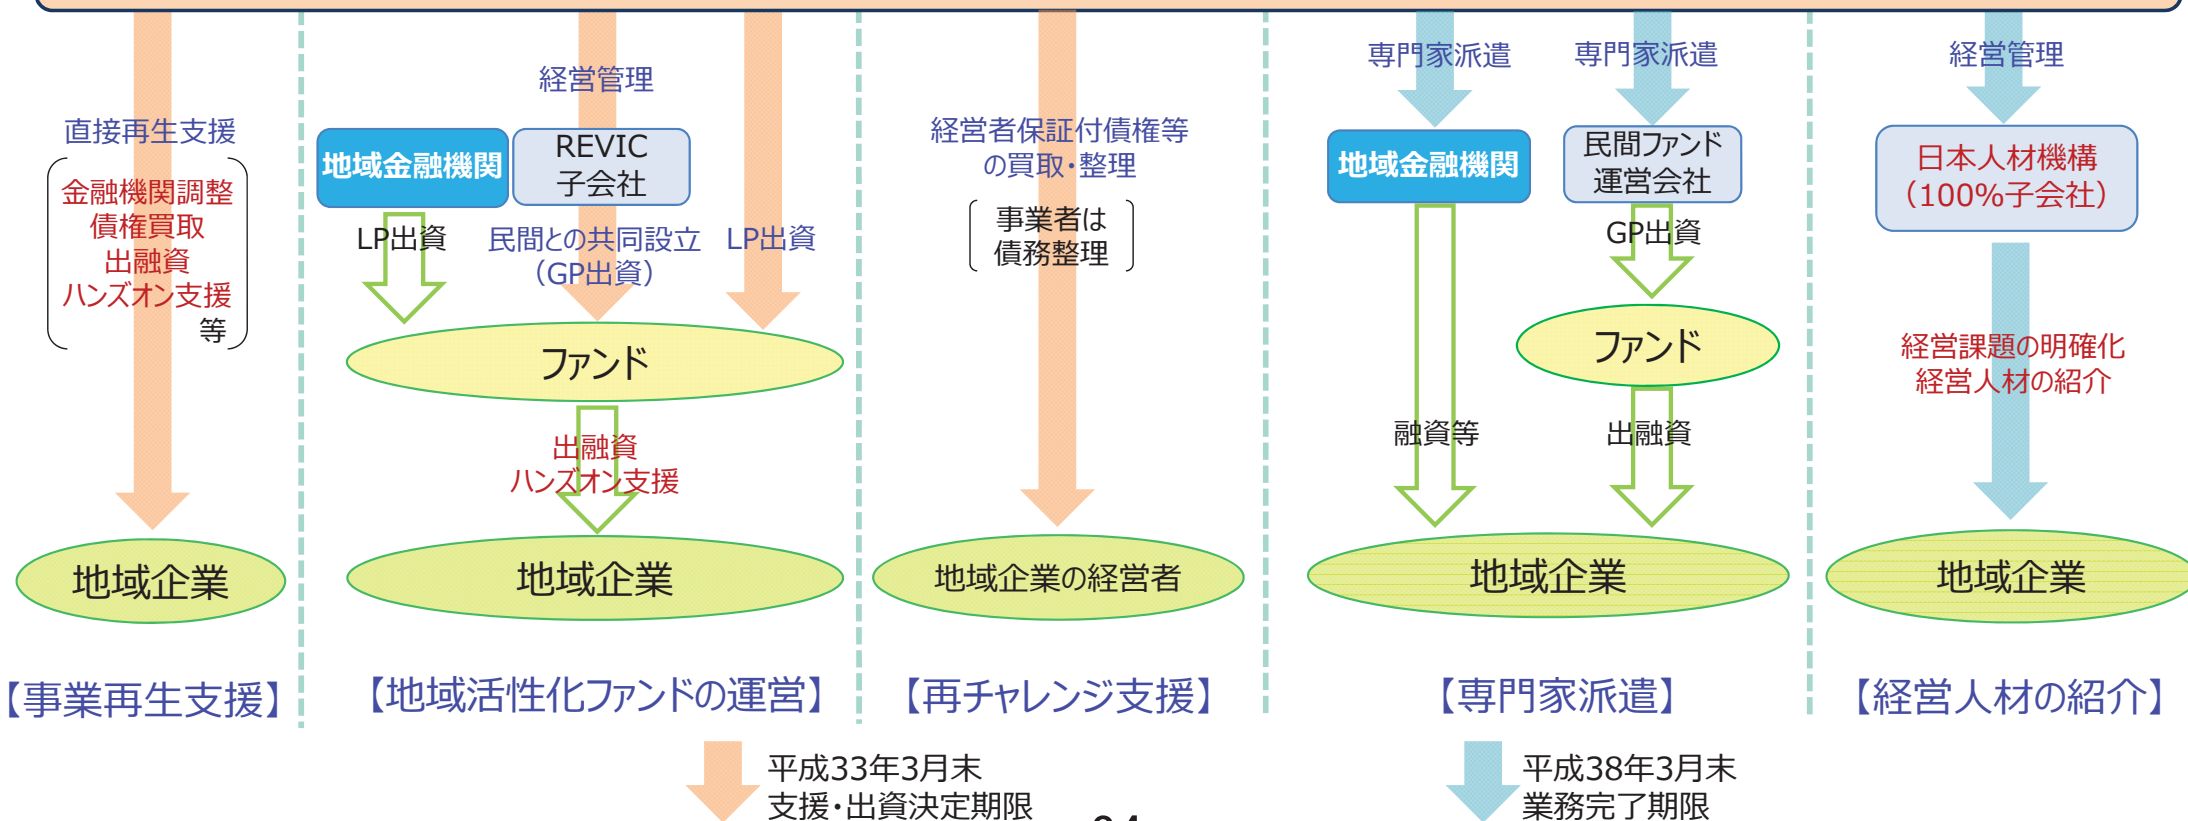 直接再生支援
金融機関調整
債権買取
出融資
ハンズオン支援
等
地域企業
【事業再生支援】
経営管理
地域金融機関
REVIC
子会社
LP出資
民間との共同設立
（GP出資）
LP出資
ファンド
出融資
ハンズオン支援
地域企業
【地域活性化ファンドの運営】
経営者保証付債権等
の買取・整理
事業者は
債務整理
地域企業の経営者
【再チャレンジ支援】
専門家派遣
専門家派遣
地域金融機関
民間ファンド
運営会社
GP出資
ファンド
融資等
出融資
地域企業
【専門家派遣】
経営管理
日本人材機構
（100%子会社）
経営課題の明確化
経営人材の紹介
地域企業
【経営人材の紹介】
平成33年3月末
支援・出資決定期限
平成38年3月末
業務完了期限